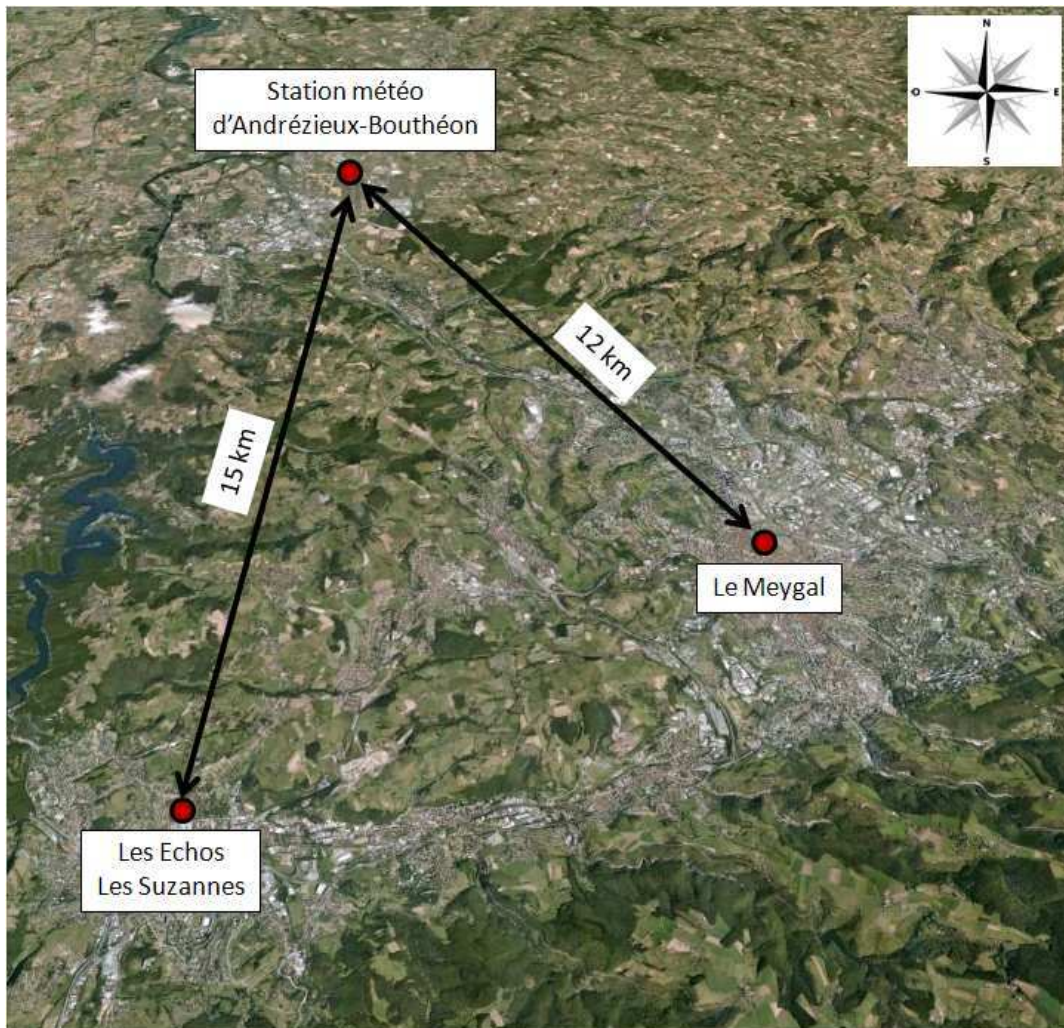 N
O
E
S
Station météo
d'Andrézieux-Bouthéon
12 km
15 km
Le Meygal
Les Echos
Les Suzannes